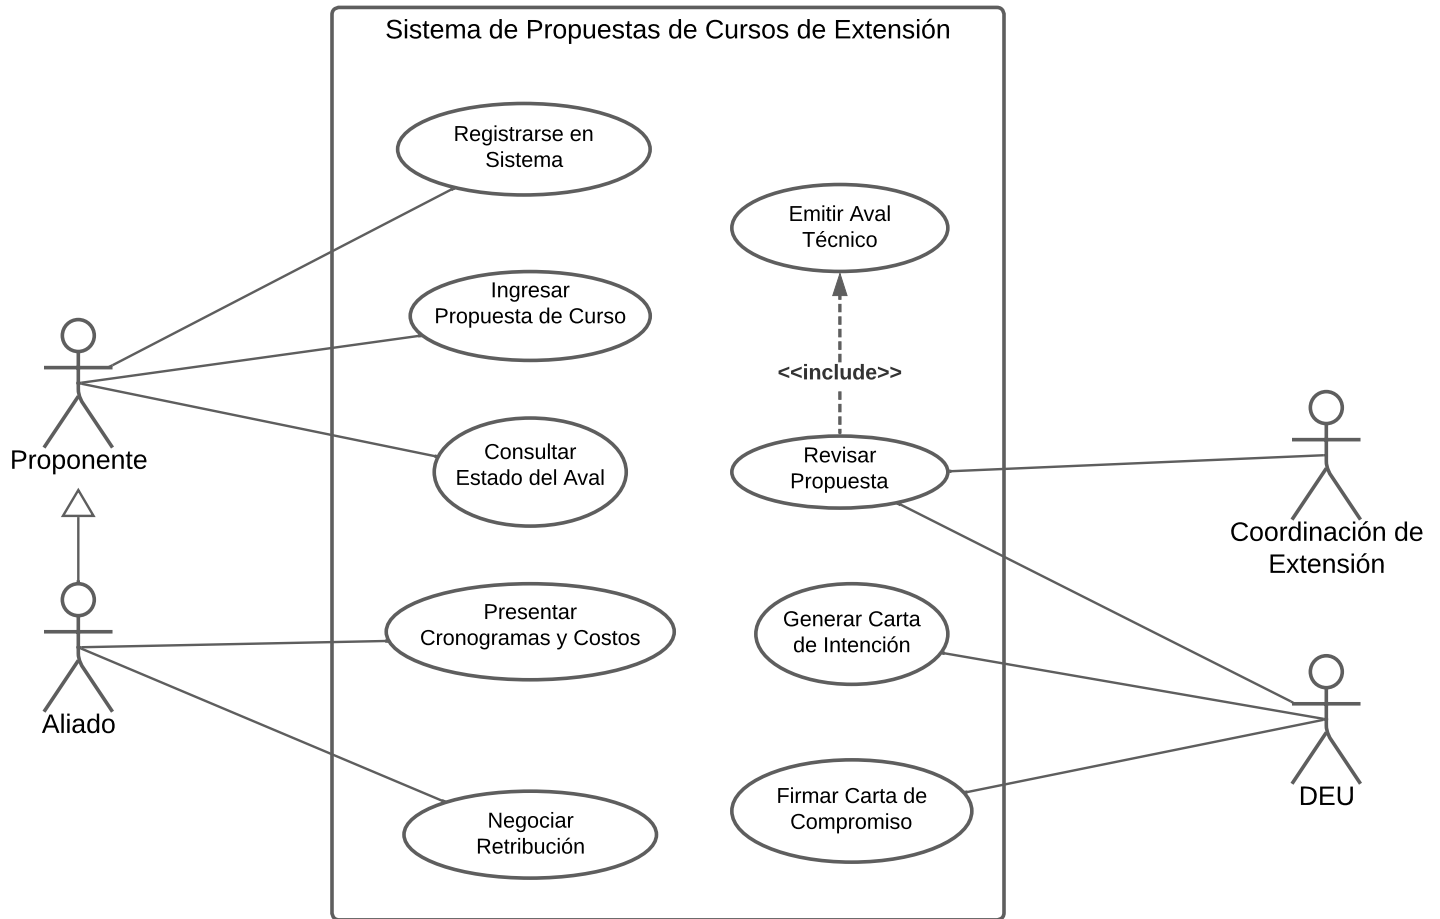 Sistema de Propuestas de Cursos de Extensión
Registrarse en
Sistema
Emitir Aval
Técnico
Ingresar
Propuesta de Curso
<<include>>
Proponente
Consultar
Estado del Aval
Revisar
Propuesta
Coordinación de
Extensión
Presentar
Cronogramas y Costos
Generar Carta
de Intención
Aliado
DEU
Negociar
Retribución
Firmar Carta de
Compromiso